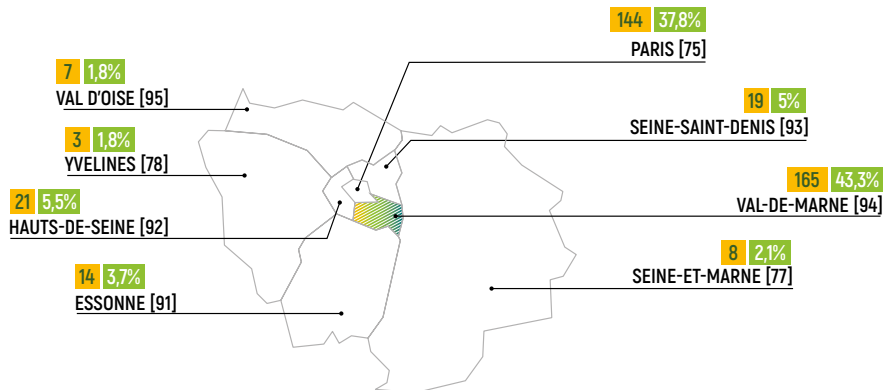 144 37,8%
PARIS [75]
7 1,8%
VAL D'OISE [95]
19 5%
SEINE-SAINT-DENIS [93]
3 1,8%
YVELINES [78]
165 43,3%
VAL-DE-MARNE [94]
21 5,5%
HAUTS-DE-SEINE [92]
8 2,1%
SEINE-ET-MARNE [77]
14 3,7%
ESSONNE [91]